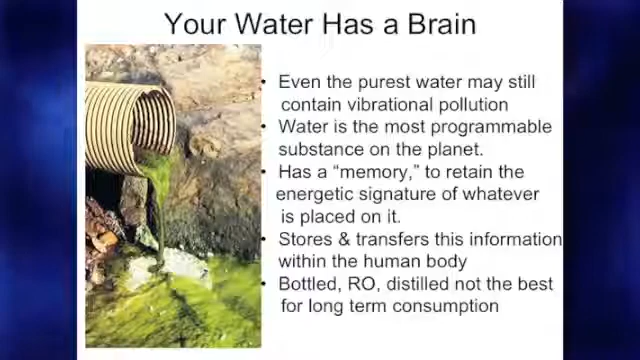 Your Water Has a Brain
• Even the purest water may still
contain vibrational pollution
• Water is the most programmable
substance on the planet.
• Has a “memory,” to retain the
energetic signature of whatever
is placed on it.
• Stores & transfers this information
within the human body
• Bottled, RO, distilled not the best
for long term consumption